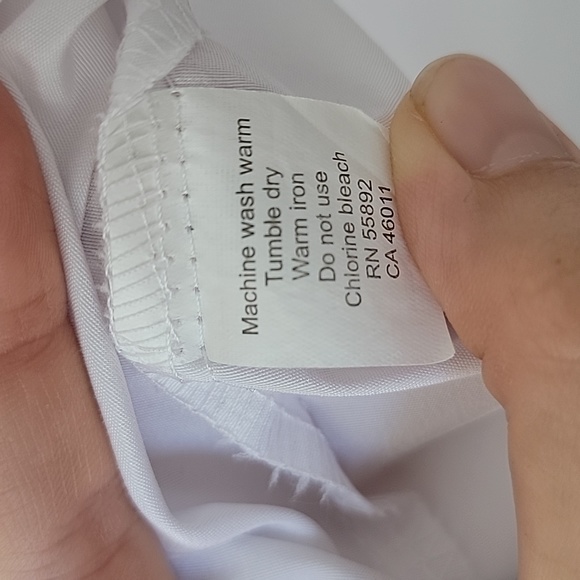 Machine wash warm
Tumble dry
Warm iron
Do not use
Chlorine bleach
RN 55892
CA 46011